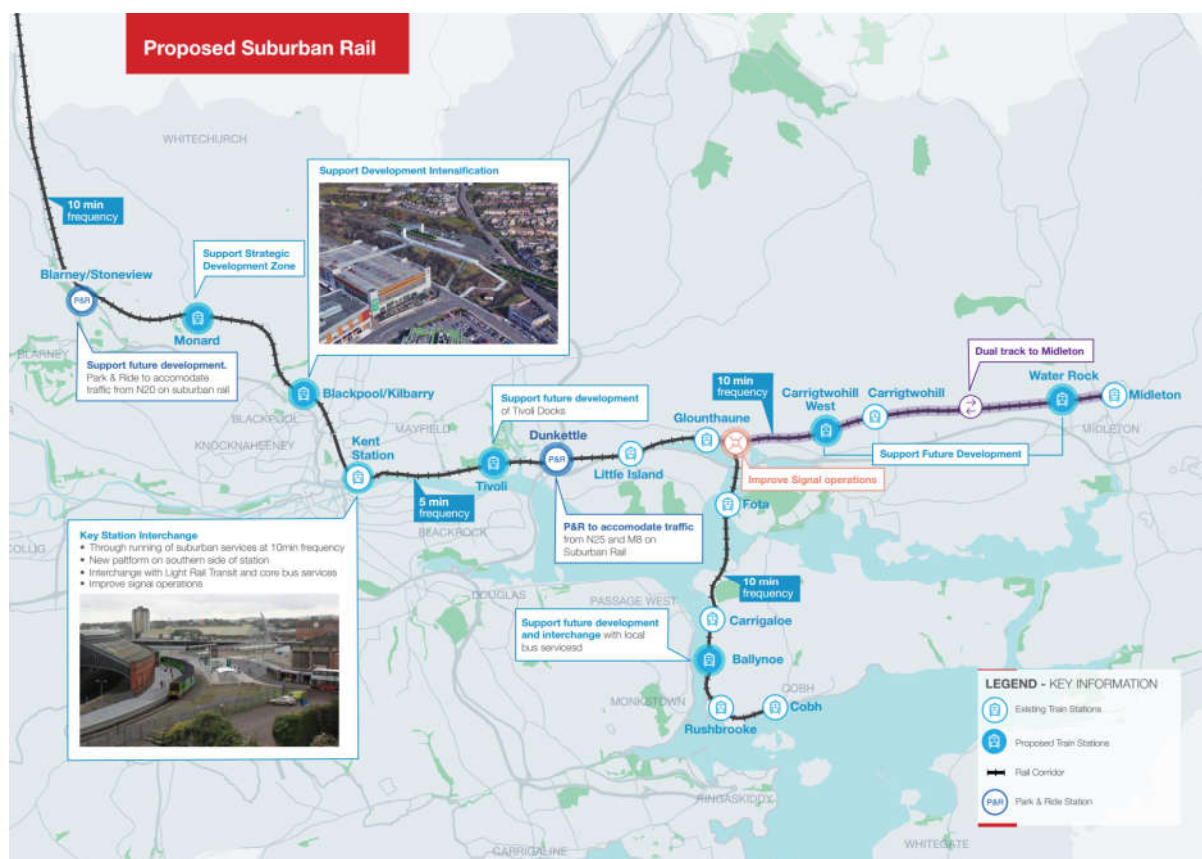 Proposed Suburban Rail
WHITECHURCH
10 min
frequency
Support Development Intensification
Support Strategic
Development Zone
Blarney/Stoneview
P&R
Monard
BLARNEY
Support future development.
Park & Ride to accomodate
traffic from N20 on suburban rail
Blackpool/Kilbarry
BLACKPOOL
KNOCKNAHEENEY
MAYFIELD
Kent
Station
Support future development
of Tivoli Docks
Dunkettle
P&R
Tivoli
5 min
frequency
Little Island
Glounthaune
10 min
frequency
Carrigtwohill
West
Carrigtwohill
Dual track to Midleton
Water Rock
Midleton
MIDLETON
Support Future Development
Improve Signal operations
Fota
P&R to accomodate traffic
from N25 and M8 on
Suburban Rail
BLACKROCK
DOUGLAS
PASSAGE WEST
COLLIG
Key Station Interchange
• Through running of suburban services at 10min frequency
• New paltform on southern side of station
• Interchange with Light Rail Transit and core bus services
• Improve signal operations
10 min
frequency
Carrigaloe
Support future development
and interchange with local
bus servicesd
Ballynoe
MONKSTOWN
COBH
Rushbrooke
Cobh
RINGASKIDDY
CARRIGALINE
WHITEGATE
LEGEND - KEY INFORMATION
Existing Train Stations
Proposed Train Stations
Rail Corridor
P&R
Park & Ride Station